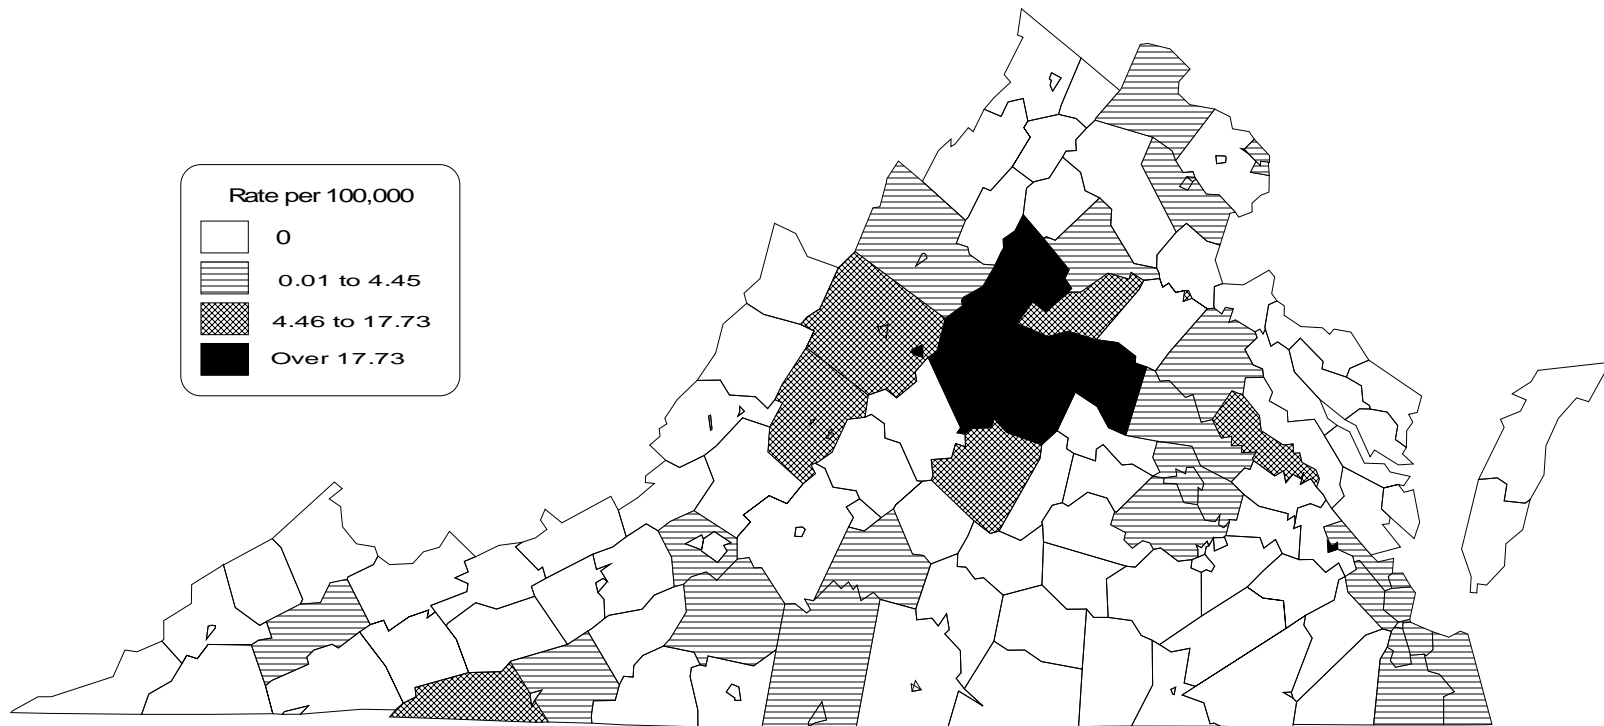 Rate per 100,000
0
0.01 to 4.45
4.46 to 17.73
Over 17.73